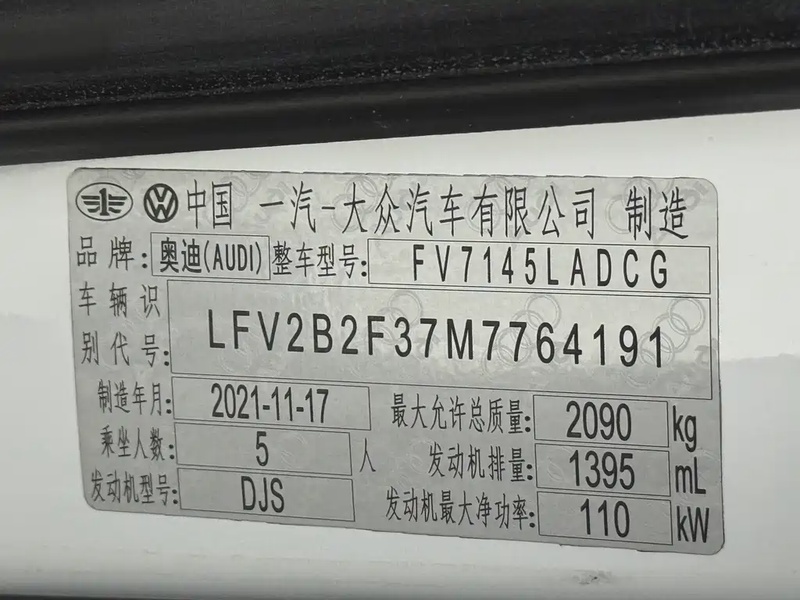 中国 一汽-大众汽车有限公司 制造
品牌: 奥迪(AUDI) 整车型号: FV7145LADCG
车辆识别代号: LFV2B2F37M7764191
制造年月: 2021-11-17 最大允许总质量: 2090 kg
乘坐人数: 5 人 发动机排量: 1395 mL
发动机型号: DJS 发动机最大净功率: 110 kW